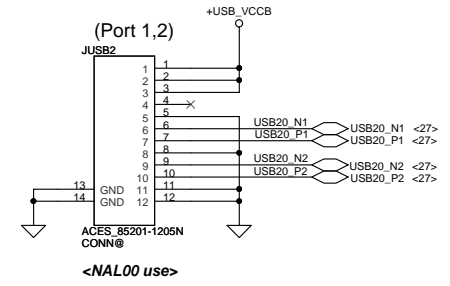 +USB_VCCB
(Port 1,2)
JUSB2
1 1
2 2
3 3
4 4
5 5
6 6 USB20_N1 USB20_N1 <27>
7 7 USB20_P1 USB20_P1 <27>
8 8
9 9 USB20_N2 USB20_N2 <27>
10 10 USB20_P2 USB20_P2 <27>
13 GND 11 11
14 GND 12 12
ACES_85201-1205N
CONN@
<NAL00 use>